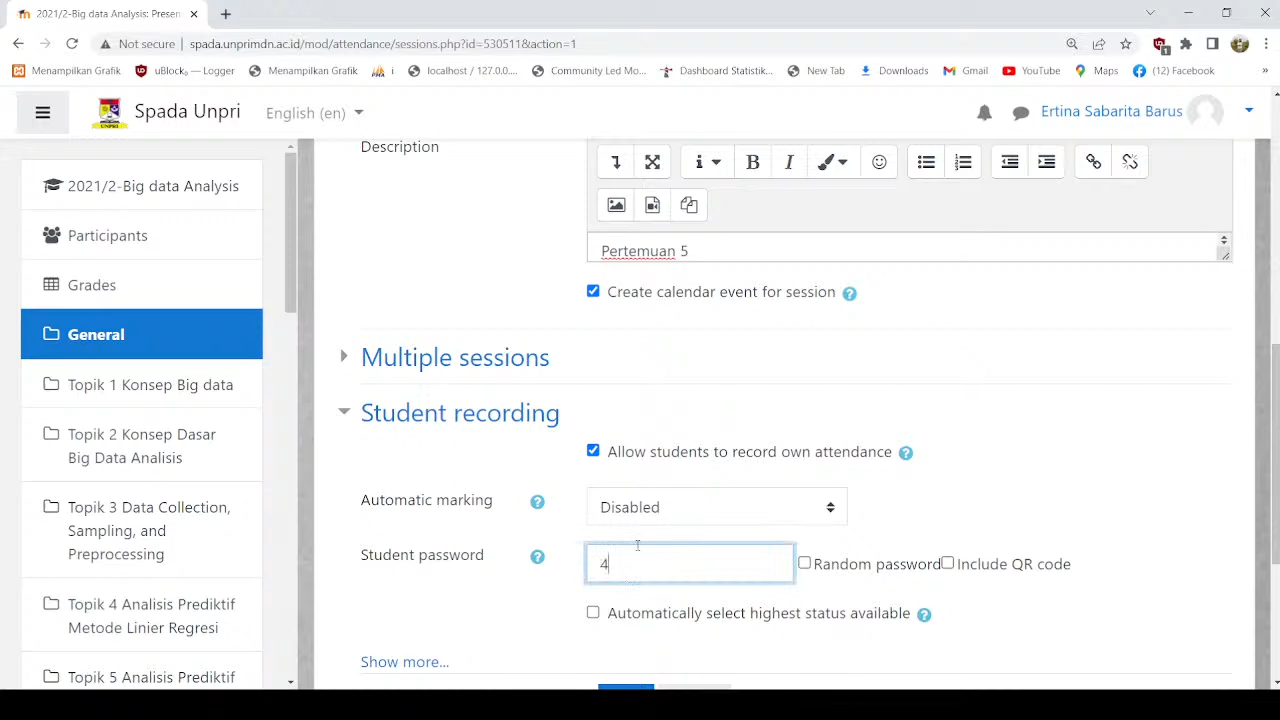 2021/2-Big data Analysis: Presen
Not secure
spada.unprimdn.ac.id/mod/attendance/sessions.php?id=530511&action=1
Menampilkan Grafik
uBlock₀ — Logger
Menampilkan Grafik
i
localhost / 127.0.0....
Community Led Mo...
Dashboard Statistik...
New Tab
Downloads
Gmail
YouTube
Maps
(12) Facebook
»
Spada Unpri
English (en)
Ertina Sabarita Barus
2021/2-Big data Analysis
Participants
Grades
General
Topik 1 Konsep Big data
Topik 2 Konsep Dasar
Big Data Analisis
Topik 3 Data Collection,
Sampling, and
Preprocessing
Topik 4 Analisis Prediktif
Metode Linier Regresi
Topik 5 Analisis Prediktif
Description
Pertemuan 5
Create calendar event for session
Multiple sessions
Student recording
Allow students to record own attendance
Automatic marking
Disabled
Student password
4
Random password
Include QR code
Automatically select highest status available
Show more...